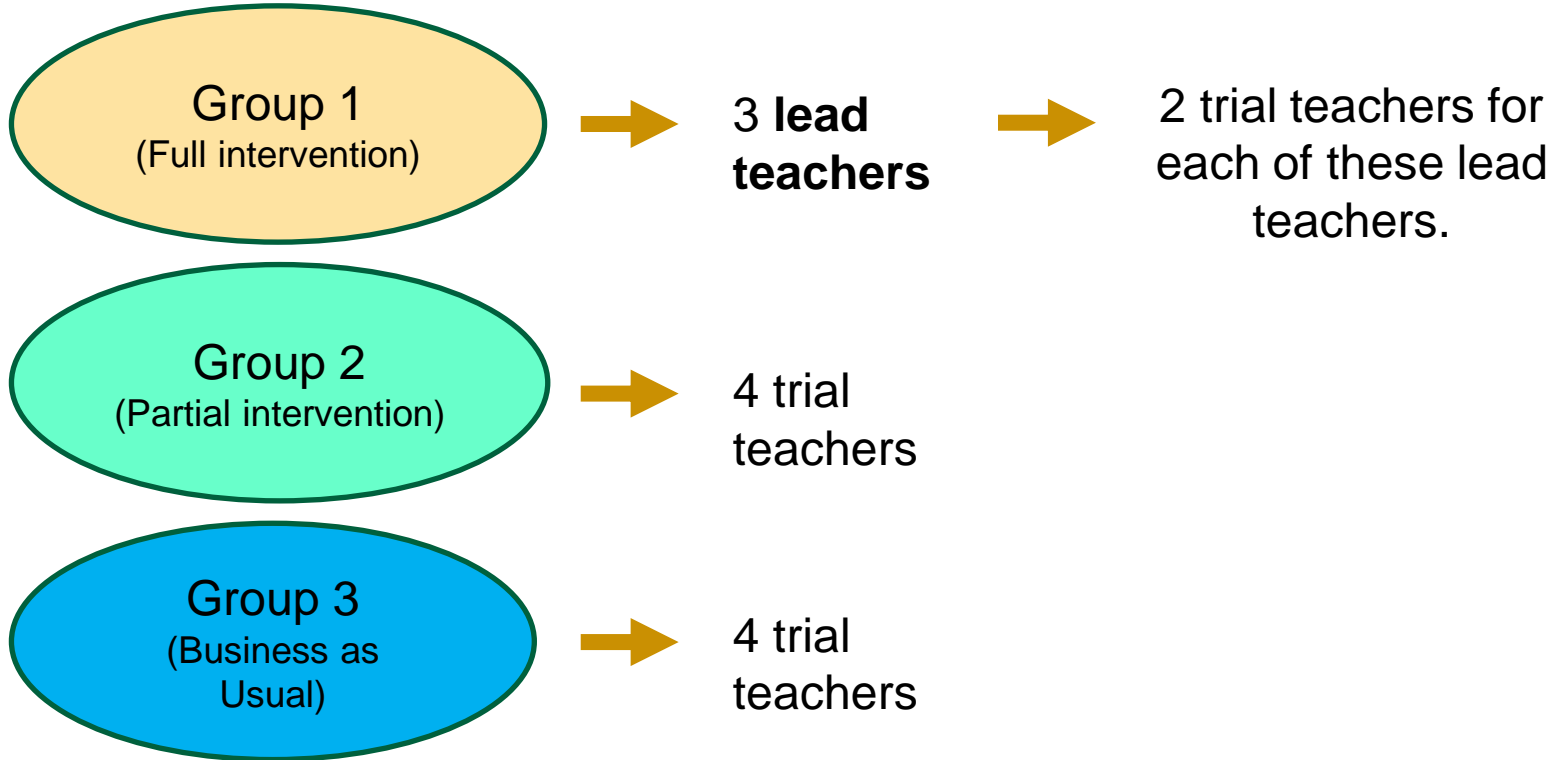 Group 1
(Full intervention)
3 lead
teachers
2 trial teachers for
each of these lead
teachers.
Group 2
(Partial intervention)
4 trial
teachers
Group 3
(Business as
Usual)
4 trial
teachers